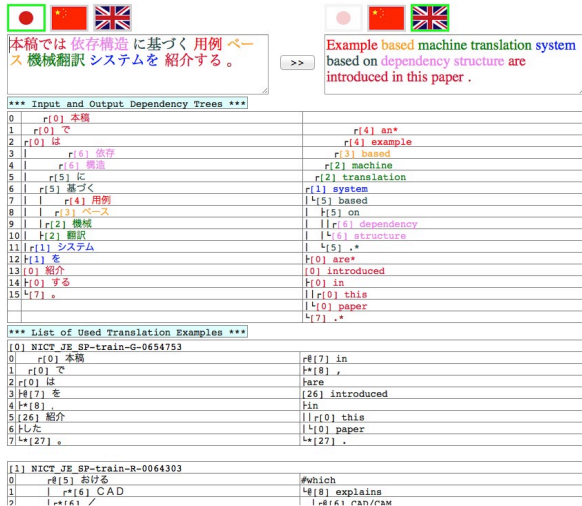 本稿では 依存構造 に基づく 用例 ベー
ス 機械翻訳 システムを 紹介する 。
>>
Example based machine translation system
based on dependency structure are
introduced in this paper .
*** Input and Output Dependency Trees ***
0 ┌[0] 本稿
1 ┌[0] で ┌[4] an*
2 ┌[0] は ┌[4] example
3 | ┌[6] 依存 ┌[3] based
4 | ┌[6] 構造 ┌[2] machine
5 | ┌[5] に ┌[2] translation
6 | ┌[5] 基づく ┌[1] system
7 | | ┌[4] 用例 |└[5] based
8 | | ┌[3] ベース | ├[5] on
9 | |┌[2] 機械 | ||┌[6] dependency
10 | ├[2] 翻訳 | |└[6] structure
11 |┌[1] システム | └[5] .*
12 ├[1] を ├[0] are*
13 [0] 紹介 [0] introduced
14 ├[0] する ├[0] in
15 └[7] 。 ||┌[0] this
|└[0] paper
└[7] .*
*** List of Used Translation Examples ***
[0] NICT_JE_SP-train-G-0654753
0 ┌[0] 本稿 ┌@[7] in
1 ┌[0] で ├*[8] ,
2 ┌[0] は ├are
3 ├@[7] を [26] introduced
4 ├*[8] . ├in
5 [26] 紹介 ||┌[0] this
6 ├した |└[0] paper
7 └*[27] 。 └*[27] .
[1] NICT_JE_SP-train-R-0064303
0 ┌@[5] おける #which
1 | ┌*[6] CAD └@[8] explains
2 |┌*[6] / |┌@[6] CAD/CAM